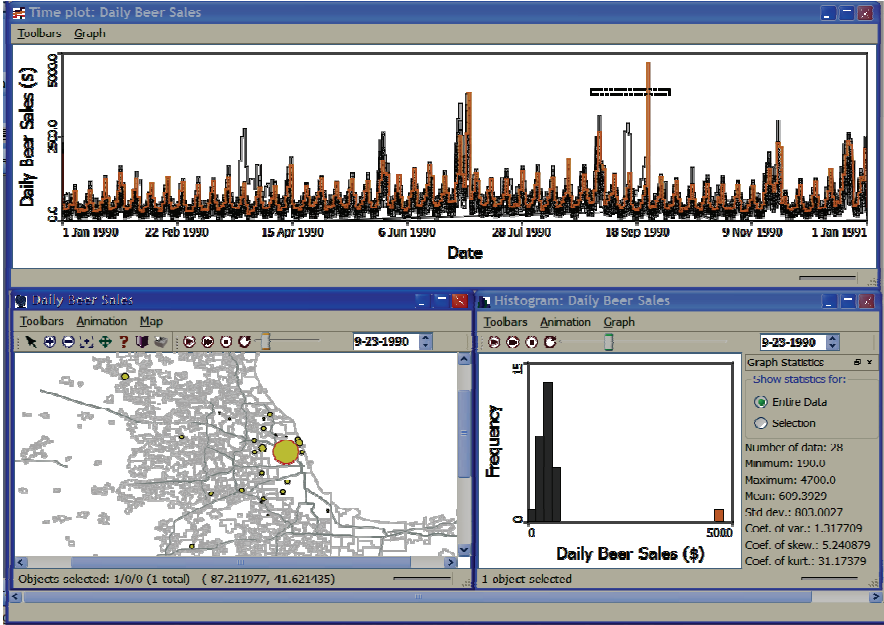 Time plot: Daily Beer Sales
Toolbars Graph
Daily Beer Sales ($)
5000.0
2500.0
0.0
1 Jan 1990 22 Feb 1990 15 Apr 1990 6 Jun 1990 28 Jul 1990 18 Sep 1990 9 Nov 1990 1 Jan 1991
Date
Daily Beer Sales
Toolbars Animation Map
9-23-1990
Objects selected: 1/0/0 (1 total) ( 87.211977, 41.621435)
Histogram: Daily Beer Sales
Toolbars Animation Graph
9-23-1990
Frequency
15
0
0 5000
Daily Beer Sales ($)
Graph Statistics
Show statistics for:
Entire Data
Selection
Number of data: 28
Minimum: 190.0
Maximum: 4700.0
Mean: 609.3929
Std dev.: 803.0027
Coef. of var.: 1.317709
Coef. of skew.: 5.240879
Coef. of kurt.: 31.17379
1 object selected